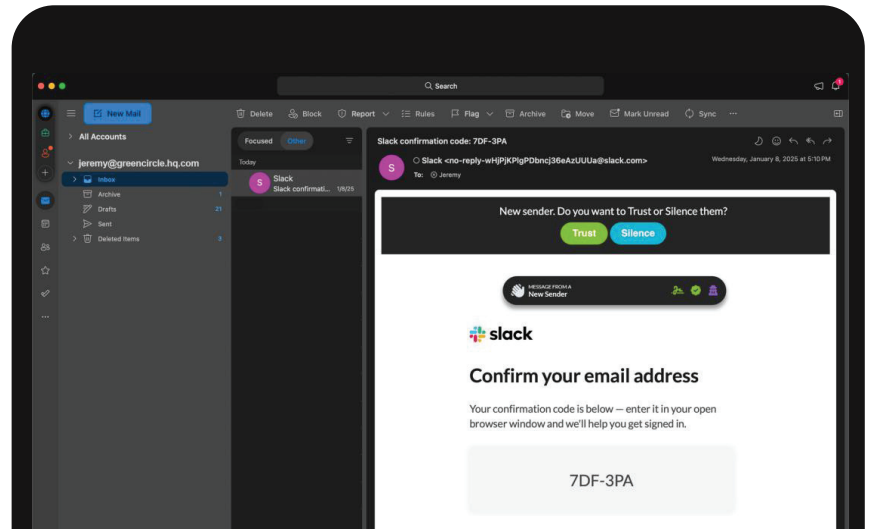 Search
1
New Mail
Delete
Block
Report
Rules
Flag
Archive
Move
Mark Unread
Sync
All Accounts
jeremy@greencircle.hq.com
Inbox
Archive 1
Drafts 21
Sent
Deleted Items
Focused Other
Today
S
Slack
Slack confirmati... 1/8/25
Slack confirmation code: 7DF-3PA
S
Slack <no-reply-wHjPjKPlgPDbncj36eAzUUUa@slack.com>
To: Jeremy
Wednesday, January 8, 2025 at 5:10 PM
New sender. Do you want to Trust or Silence them?
Trust Silence
MESSAGE FROM A
New Sender
slack
Confirm your email address
Your confirmation code is below — enter it in your open
browser window and we'll help you get signed in.
7DF-3PA